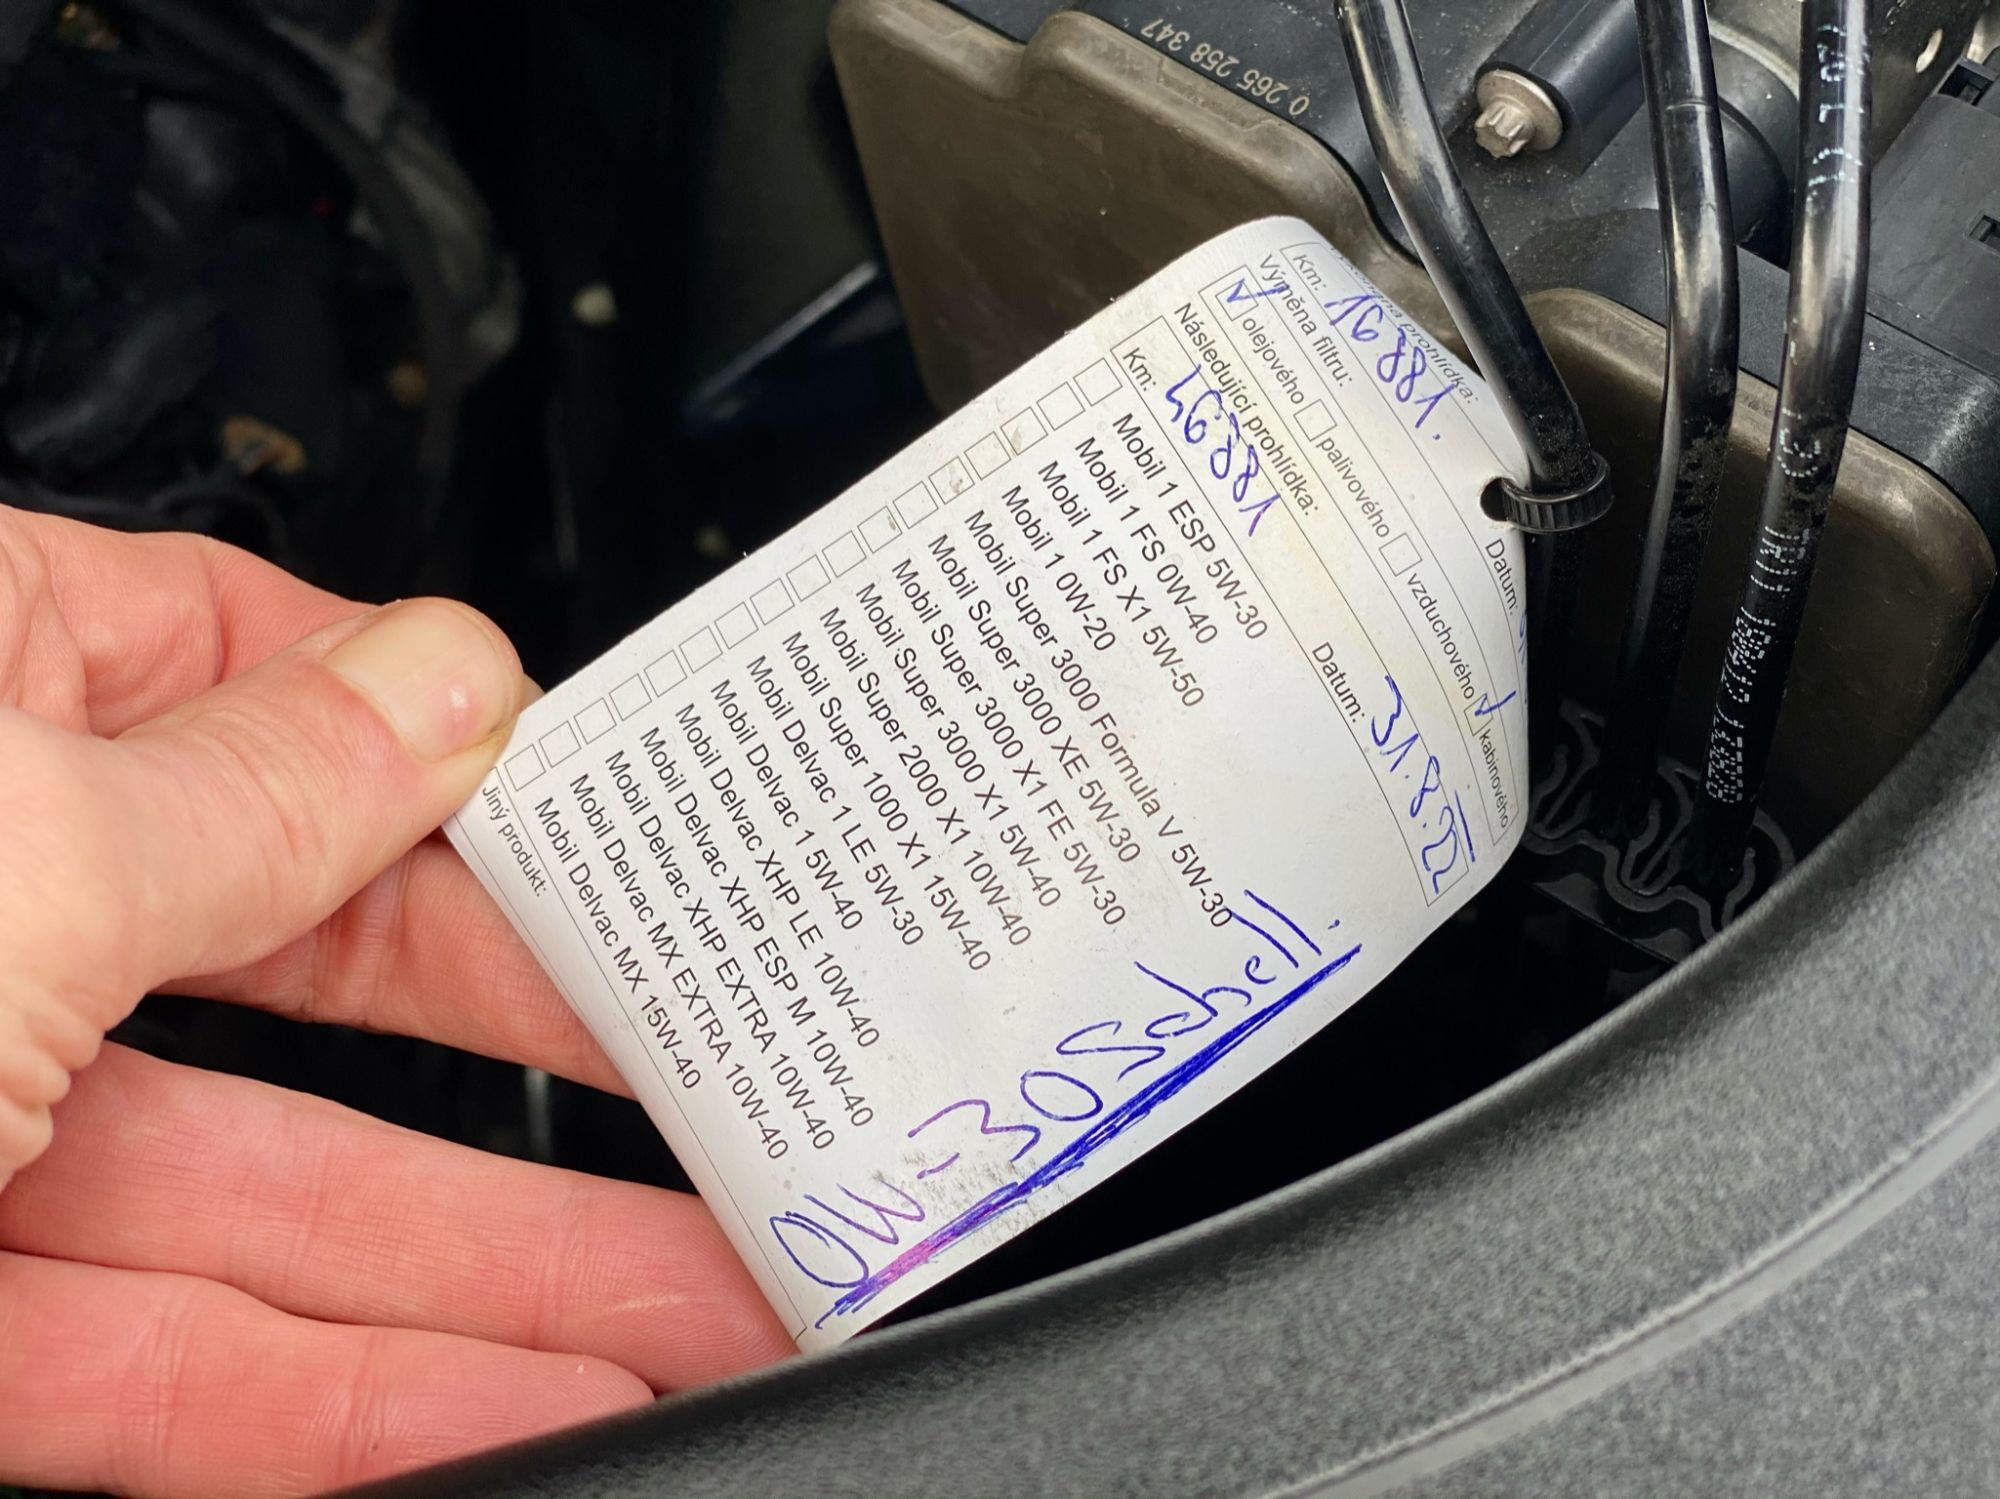 0 265 258 347
prohlídka:
Km: 16881. Datum:
Výměna filtru:
olejového palivového vzduchového kabinového
Následující prohlídka:
Km: 46881 Datum: 31.8.22
Mobil 1 ESP 5W-30
Mobil 1 FS 0W-40
Mobil 1 FS X1 5W-50
Mobil 1 0W-20
Mobil Super 3000 Formula V 5W-30
Mobil Super 3000 XE 5W-30
Mobil Super 3000 X1 FE 5W-30
Mobil Super 3000 X1 5W-40
Mobil Super 2000 X1 10W-40
Mobil Super 1000 X1 15W-40
Mobil Delvac 1 LE 5W-30
Mobil Delvac 1 5W-40
Mobil Delvac XHP LE 10W-40
Mobil Delvac XHP ESP M 10W-40
Mobil Delvac XHP EXTRA 10W-40
Mobil Delvac MX EXTRA 10W-40
Mobil Delvac MX 15W-40
Jiný produkt:
0W-30 Schell.